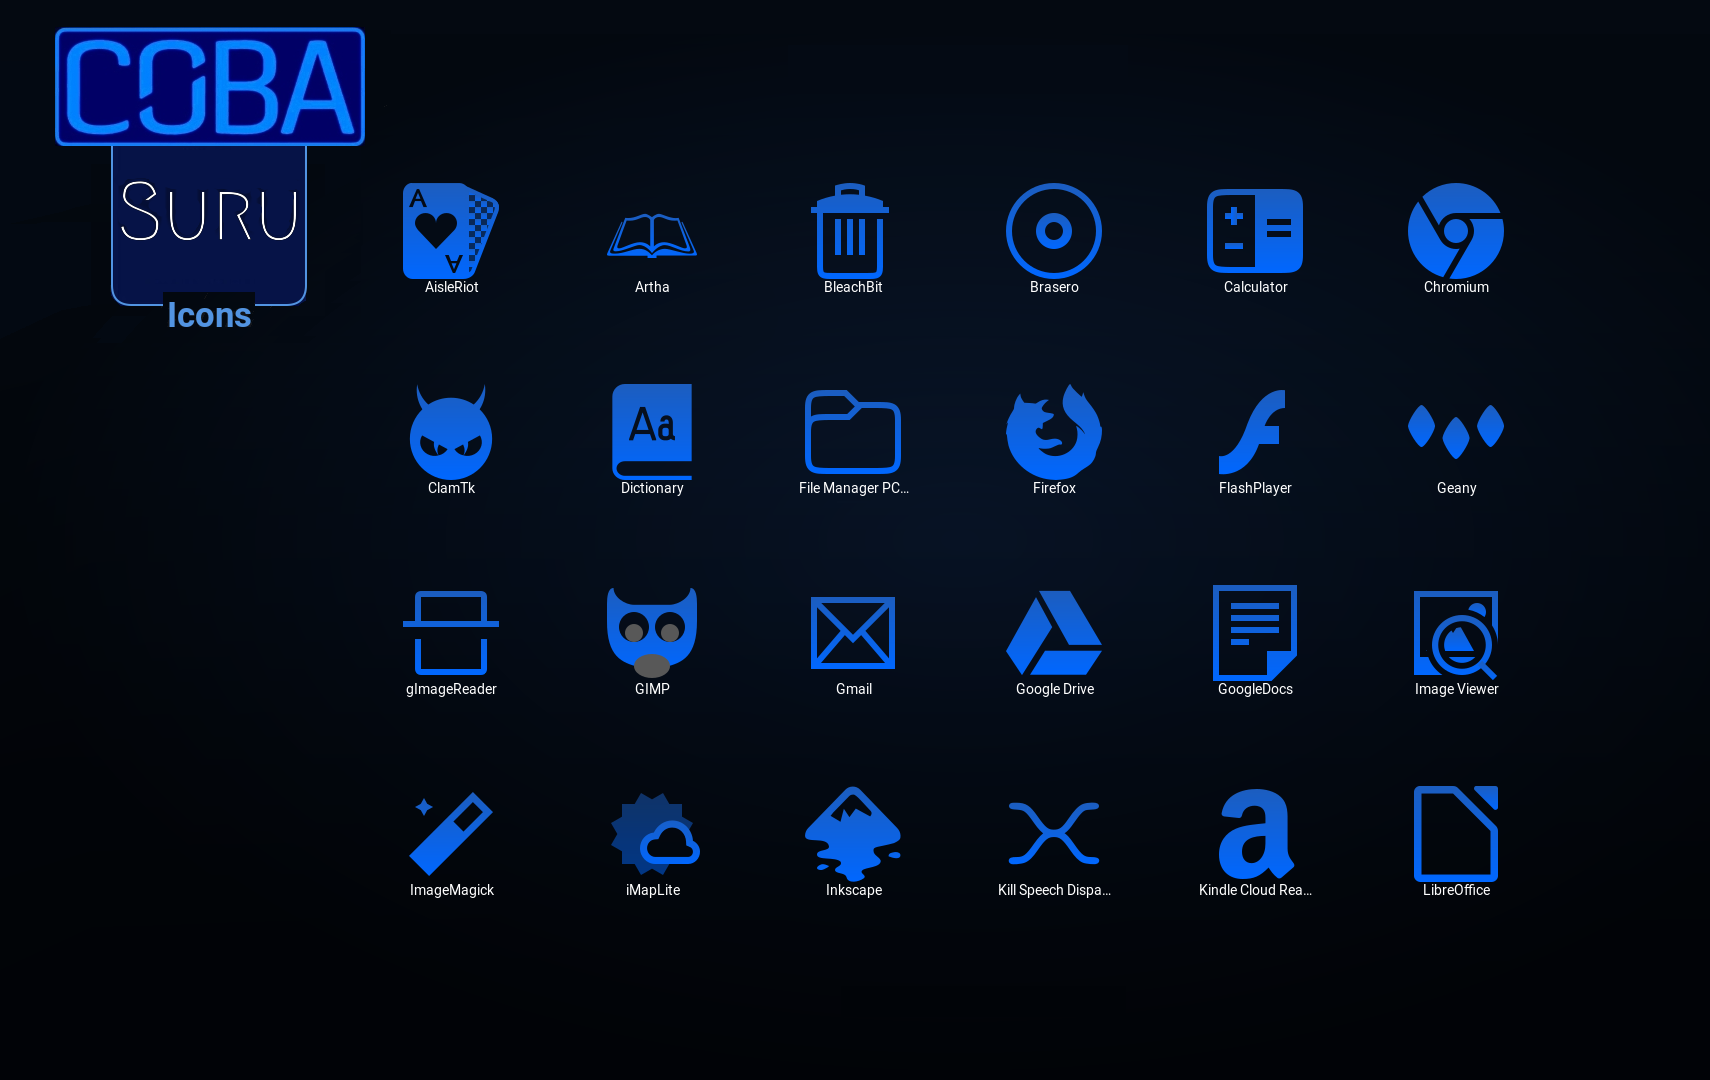 COBA
SURU
Icons
A
A
AisleRiot
Artha
BleachBit
Brasero
Calculator
Chromium
Aa
ClamTk
Dictionary
File Manager PC...
Firefox
FlashPlayer
Geany
gImageReader
GIMP
Gmail
Google Drive
GoogleDocs
Image Viewer
a
ImageMagick
iMapLite
Inkscape
Kill Speech Dispa...
Kindle Cloud Rea...
LibreOffice